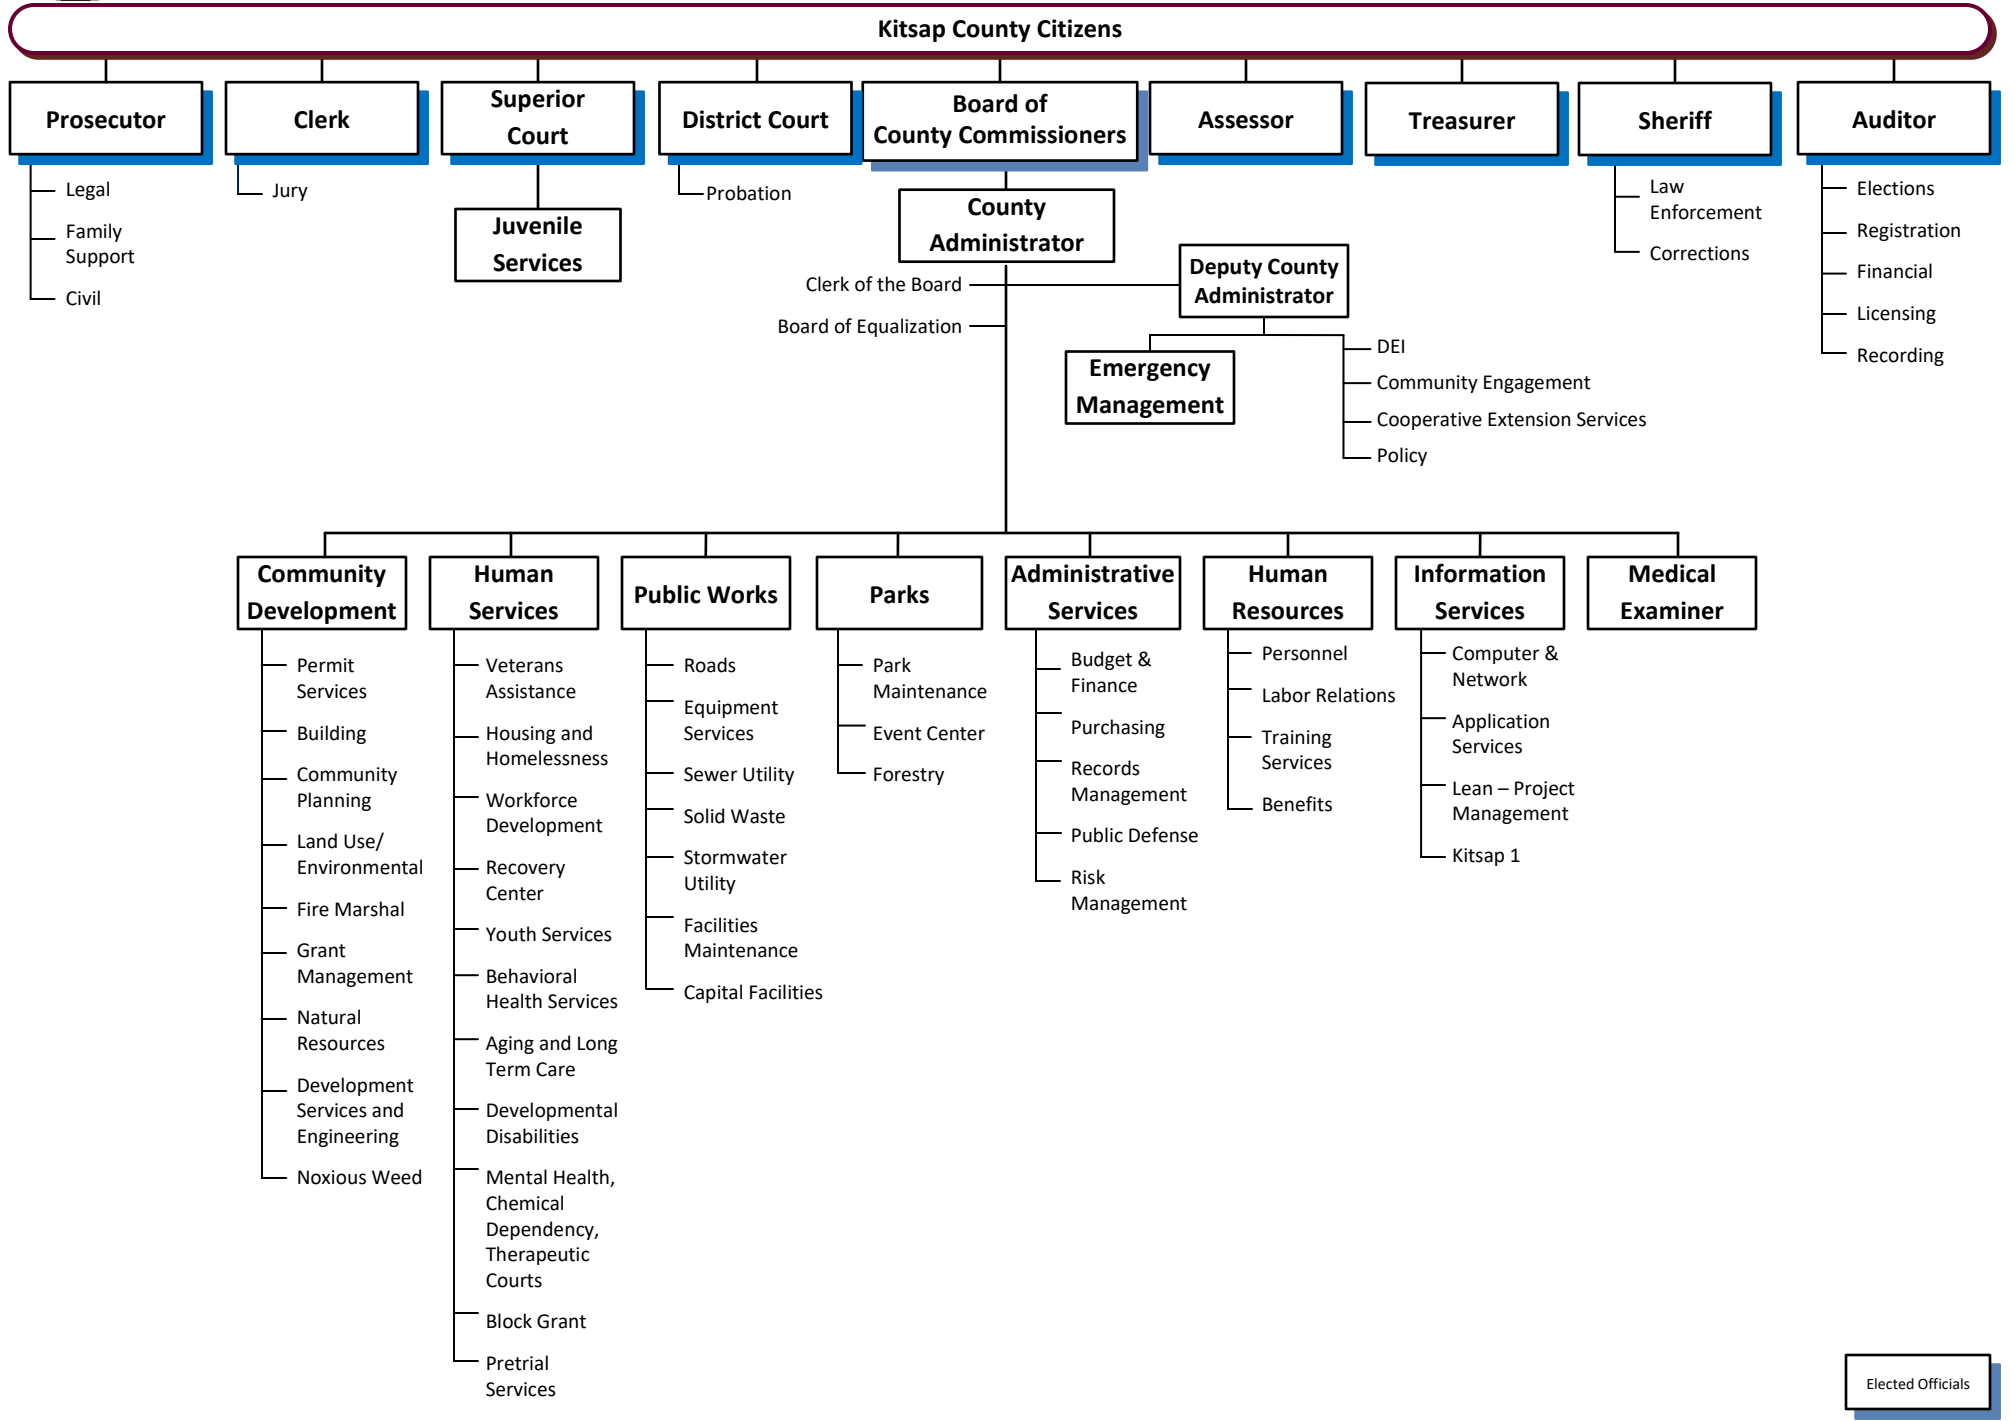 Kitsap County Citizens
Prosecutor
Legal
Family
Support
Civil
Clerk
Jury
Superior
Court
Juvenile
Services
District Court
Probation
Board of
County Commissioners
County
Administrator
Clerk of the Board
Board of Equalization
Deputy County
Administrator
Emergency
Management
DEI
Community Engagement
Cooperative Extension Services
Policy
Assessor
Treasurer
Sheriff
Law
Enforcement
Corrections
Auditor
Elections
Registration
Financial
Licensing
Recording
Community
Development
Permit
Services
Building
Community
Planning
Land Use/
Environmental
Fire Marshal
Grant
Management
Natural
Resources
Development
Services and
Engineering
Noxious Weed
Human
Services
Veterans
Assistance
Housing and
Homelessness
Workforce
Development
Recovery
Center
Youth Services
Behavioral
Health Services
Aging and Long
Term Care
Developmental
Disabilities
Mental Health,
Chemical
Dependency,
Therapeutic
Courts
Block Grant
Pretrial
Services
Public Works
Roads
Equipment
Services
Sewer Utility
Solid Waste
Stormwater
Utility
Facilities
Maintenance
Capital Facilities
Parks
Park
Maintenance
Event Center
Forestry
Administrative
Services
Budget &
Finance
Purchasing
Records
Management
Public Defense
Risk
Management
Human
Resources
Personnel
Labor Relations
Training
Services
Benefits
Information
Services
Computer &
Network
Application
Services
Lean – Project
Management
Kitsap 1
Medical
Examiner
Elected Officials